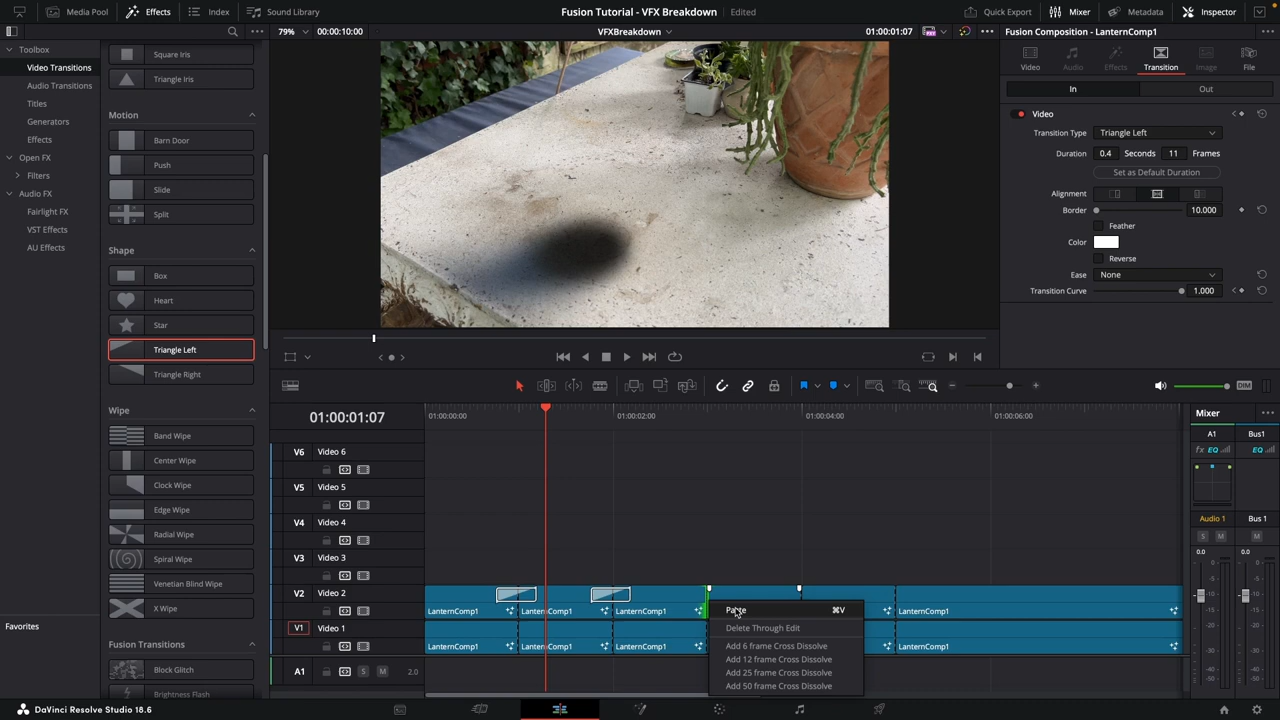 Media Pool
Effects
Index
Sound Library
Fusion Tutorial - VFX Breakdown
Edited
Quick Export
Mixer
Metadata
Inspector
79%
00:00:10:00
VFXBreakdown
01:00:01:07
Fusion Composition - LanternComp1
Toolbox
Video Transitions
Audio Transitions
Titles
Generators
Effects
Open FX
Filters
Audio FX
Fairlight FX
VST Effects
AU Effects
Favorites
Square Iris
Triangle Iris
Motion
Barn Door
Push
Slide
Split
Shape
Box
Heart
Star
Triangle Left
Triangle Right
Wipe
Band Wipe
Center Wipe
Clock Wipe
Edge Wipe
Radial Wipe
Spiral Wipe
Venetian Blind Wipe
X Wipe
Fusion Transitions
Block Glitch
Brightness Flash
Video
Audio
Effects
Transition
Image
File
In
Out
Video
Transition Type
Triangle Left
Duration
0.4
Seconds
11
Frames
Set as Default Duration
Alignment
Border
10.000
Feather
Color
Reverse
Ease
None
Transition Curve
1.000
DIM
01:00:01:07
01:00:00:00
01:00:02:00
01:00:04:00
01:00:06:00
V6
Video 6
V5
Video 5
V4
Video 4
V3
Video 3
V2
Video 2
LanternComp1
LanternComp1
LanternComp1
LanternComp1
V1
Video 1
LanternComp1
LanternComp1
LanternComp1
LanternComp1
A1
S
M
2.0
Paste
⌘V
Delete Through Edit
Add 6 frame Cross Dissolve
Add 12 frame Cross Dissolve
Add 25 frame Cross Dissolve
Add 50 frame Cross Dissolve
Mixer
A1
Bus1
fx EQ
EQ
Audio 1
Bus 1
S
M
M
0.0
0.0
DaVinci Resolve Studio 18.6